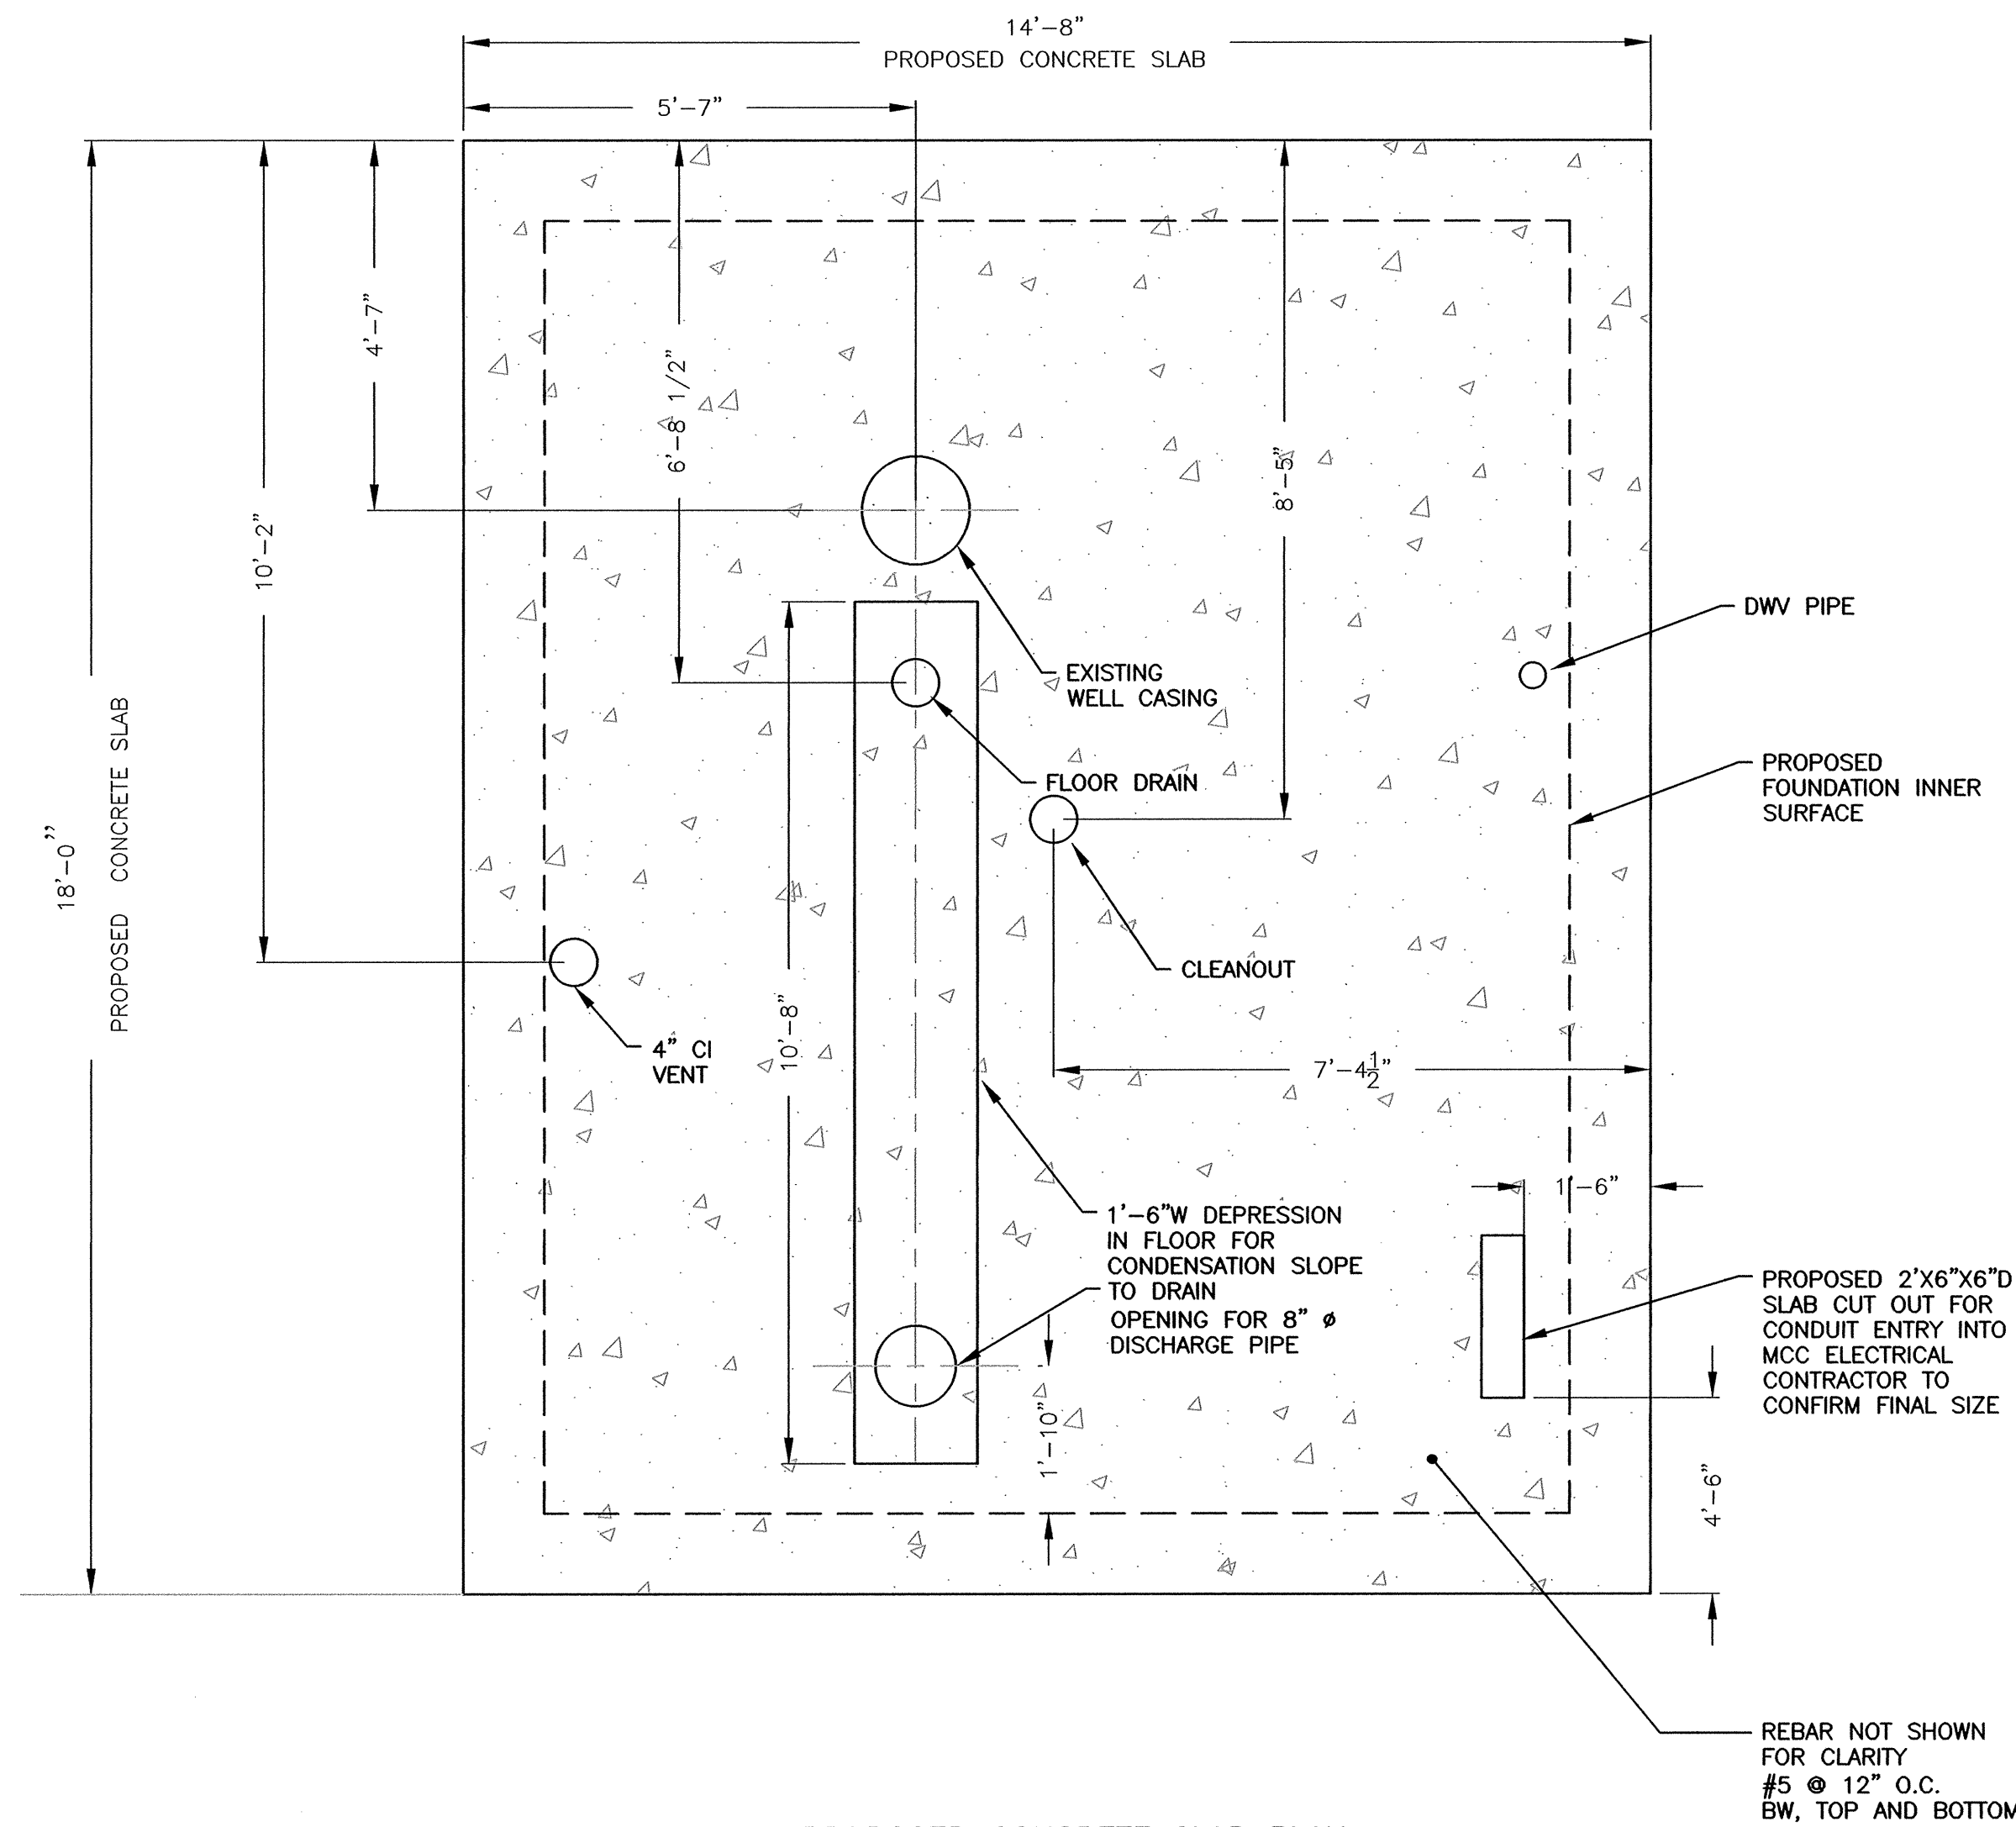 14'-8"
PROPOSED CONCRETE SLAB
5'-7"
4'-7"
6'-8 1/2"
8'-5"
10'-2"
18'-0"
PROPOSED CONCRETE SLAB
EXISTING
WELL CASING
DWV PIPE
FLOOR DRAIN
PROPOSED
FOUNDATION INNER
SURFACE
CLEANOUT
4" CI
VENT
10'-8"
7'-4½"
1'-6"
1'-6"W DEPRESSION
IN FLOOR FOR
CONDENSATION SLOPE
TO DRAIN
OPENING FOR 8" ø
DISCHARGE PIPE
PROPOSED 2'X6"X6"D
SLAB CUT OUT FOR
CONDUIT ENTRY INTO
MCC ELECTRICAL
CONTRACTOR TO
CONFIRM FINAL SIZE
1'-10"
4'-6"
REBAR NOT SHOWN
FOR CLARITY
#5 @ 12" O.C.
BW, TOP AND BOTTOM